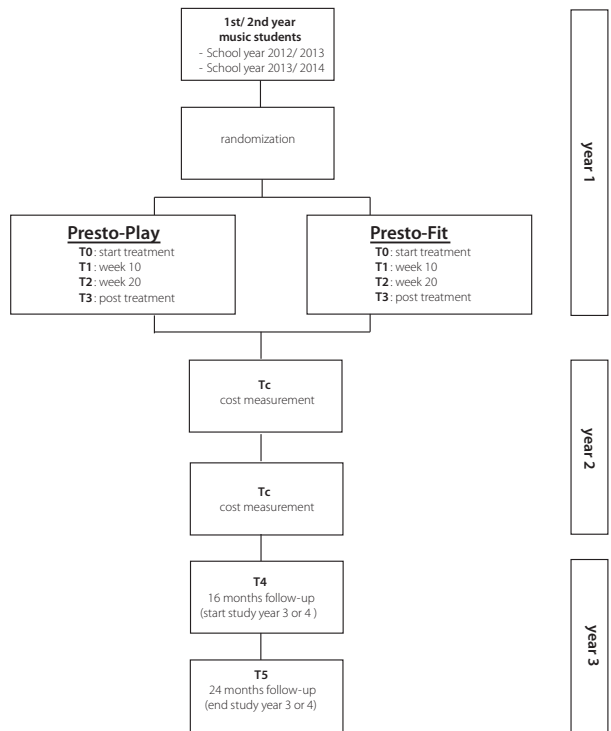 1st/ 2nd year
music students
- School year 2012/ 2013
- School year 2013/ 2014
randomization
year 1
Presto-Play
T0: start treatment
T1: week 10
T2: week 20
T3: post treatment
Presto-Fit
T0: start treatment
T1: week 10
T2: week 20
T3: post treatment
Tc
cost measurement
year 2
Tc
cost measurement
T4
16 months follow-up
(start study year 3 or 4 )
year 3
T5
24 months follow-up
(end study year 3 or 4)